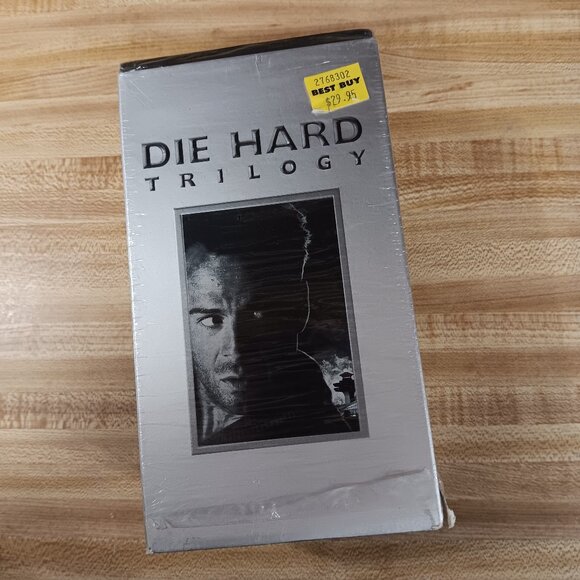 2768302
BEST BUY
$29.95
DIE HARD
TRILOGY